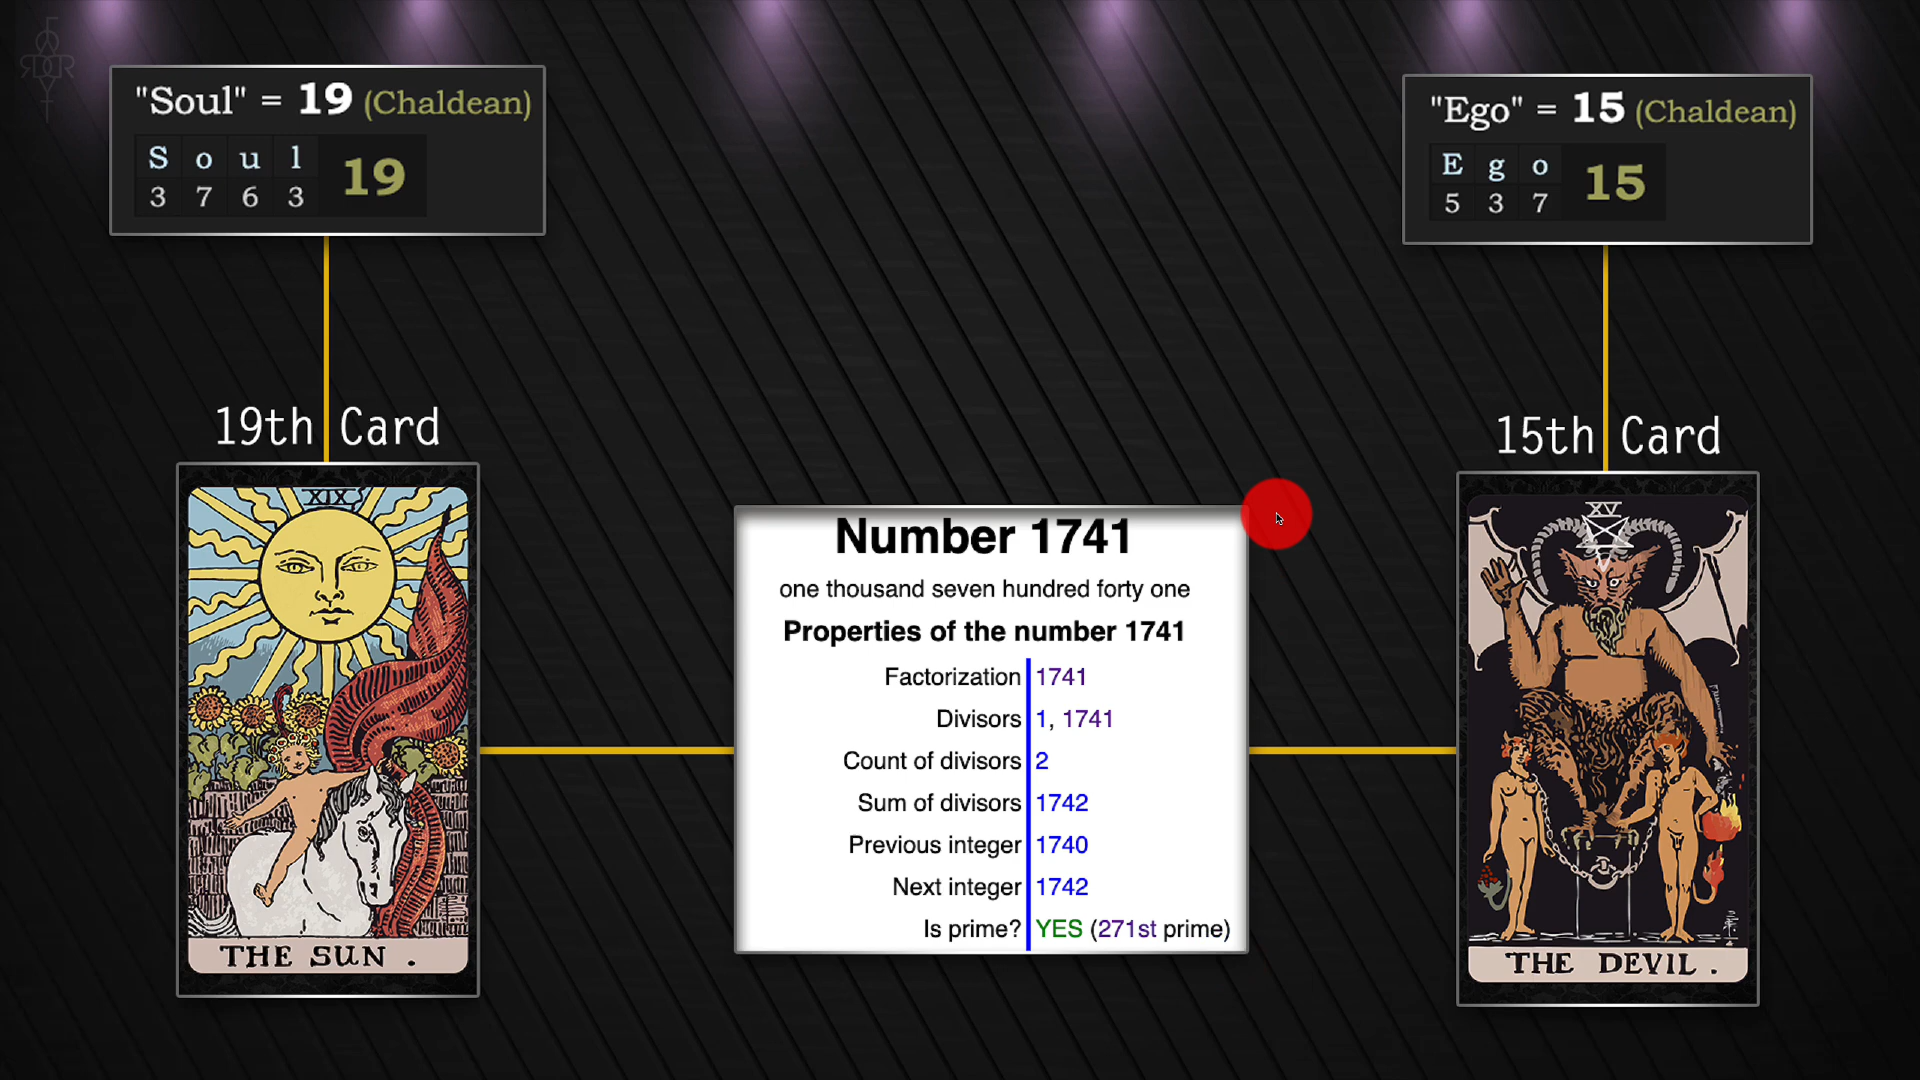 "Soul" = 19 (Chaldean)
S o u l 19
3 7 6 3
"Ego" = 15 (Chaldean)
E g o 15
5 3 7
19th Card
15th Card
XIX
THE SUN .
Number 1741
one thousand seven hundred forty one
Properties of the number 1741
Factorization 1741
Divisors 1, 1741
Count of divisors 2
Sum of divisors 1742
Previous integer 1740
Next integer 1742
Is prime? YES (271st prime)
XV
THE DEVIL .